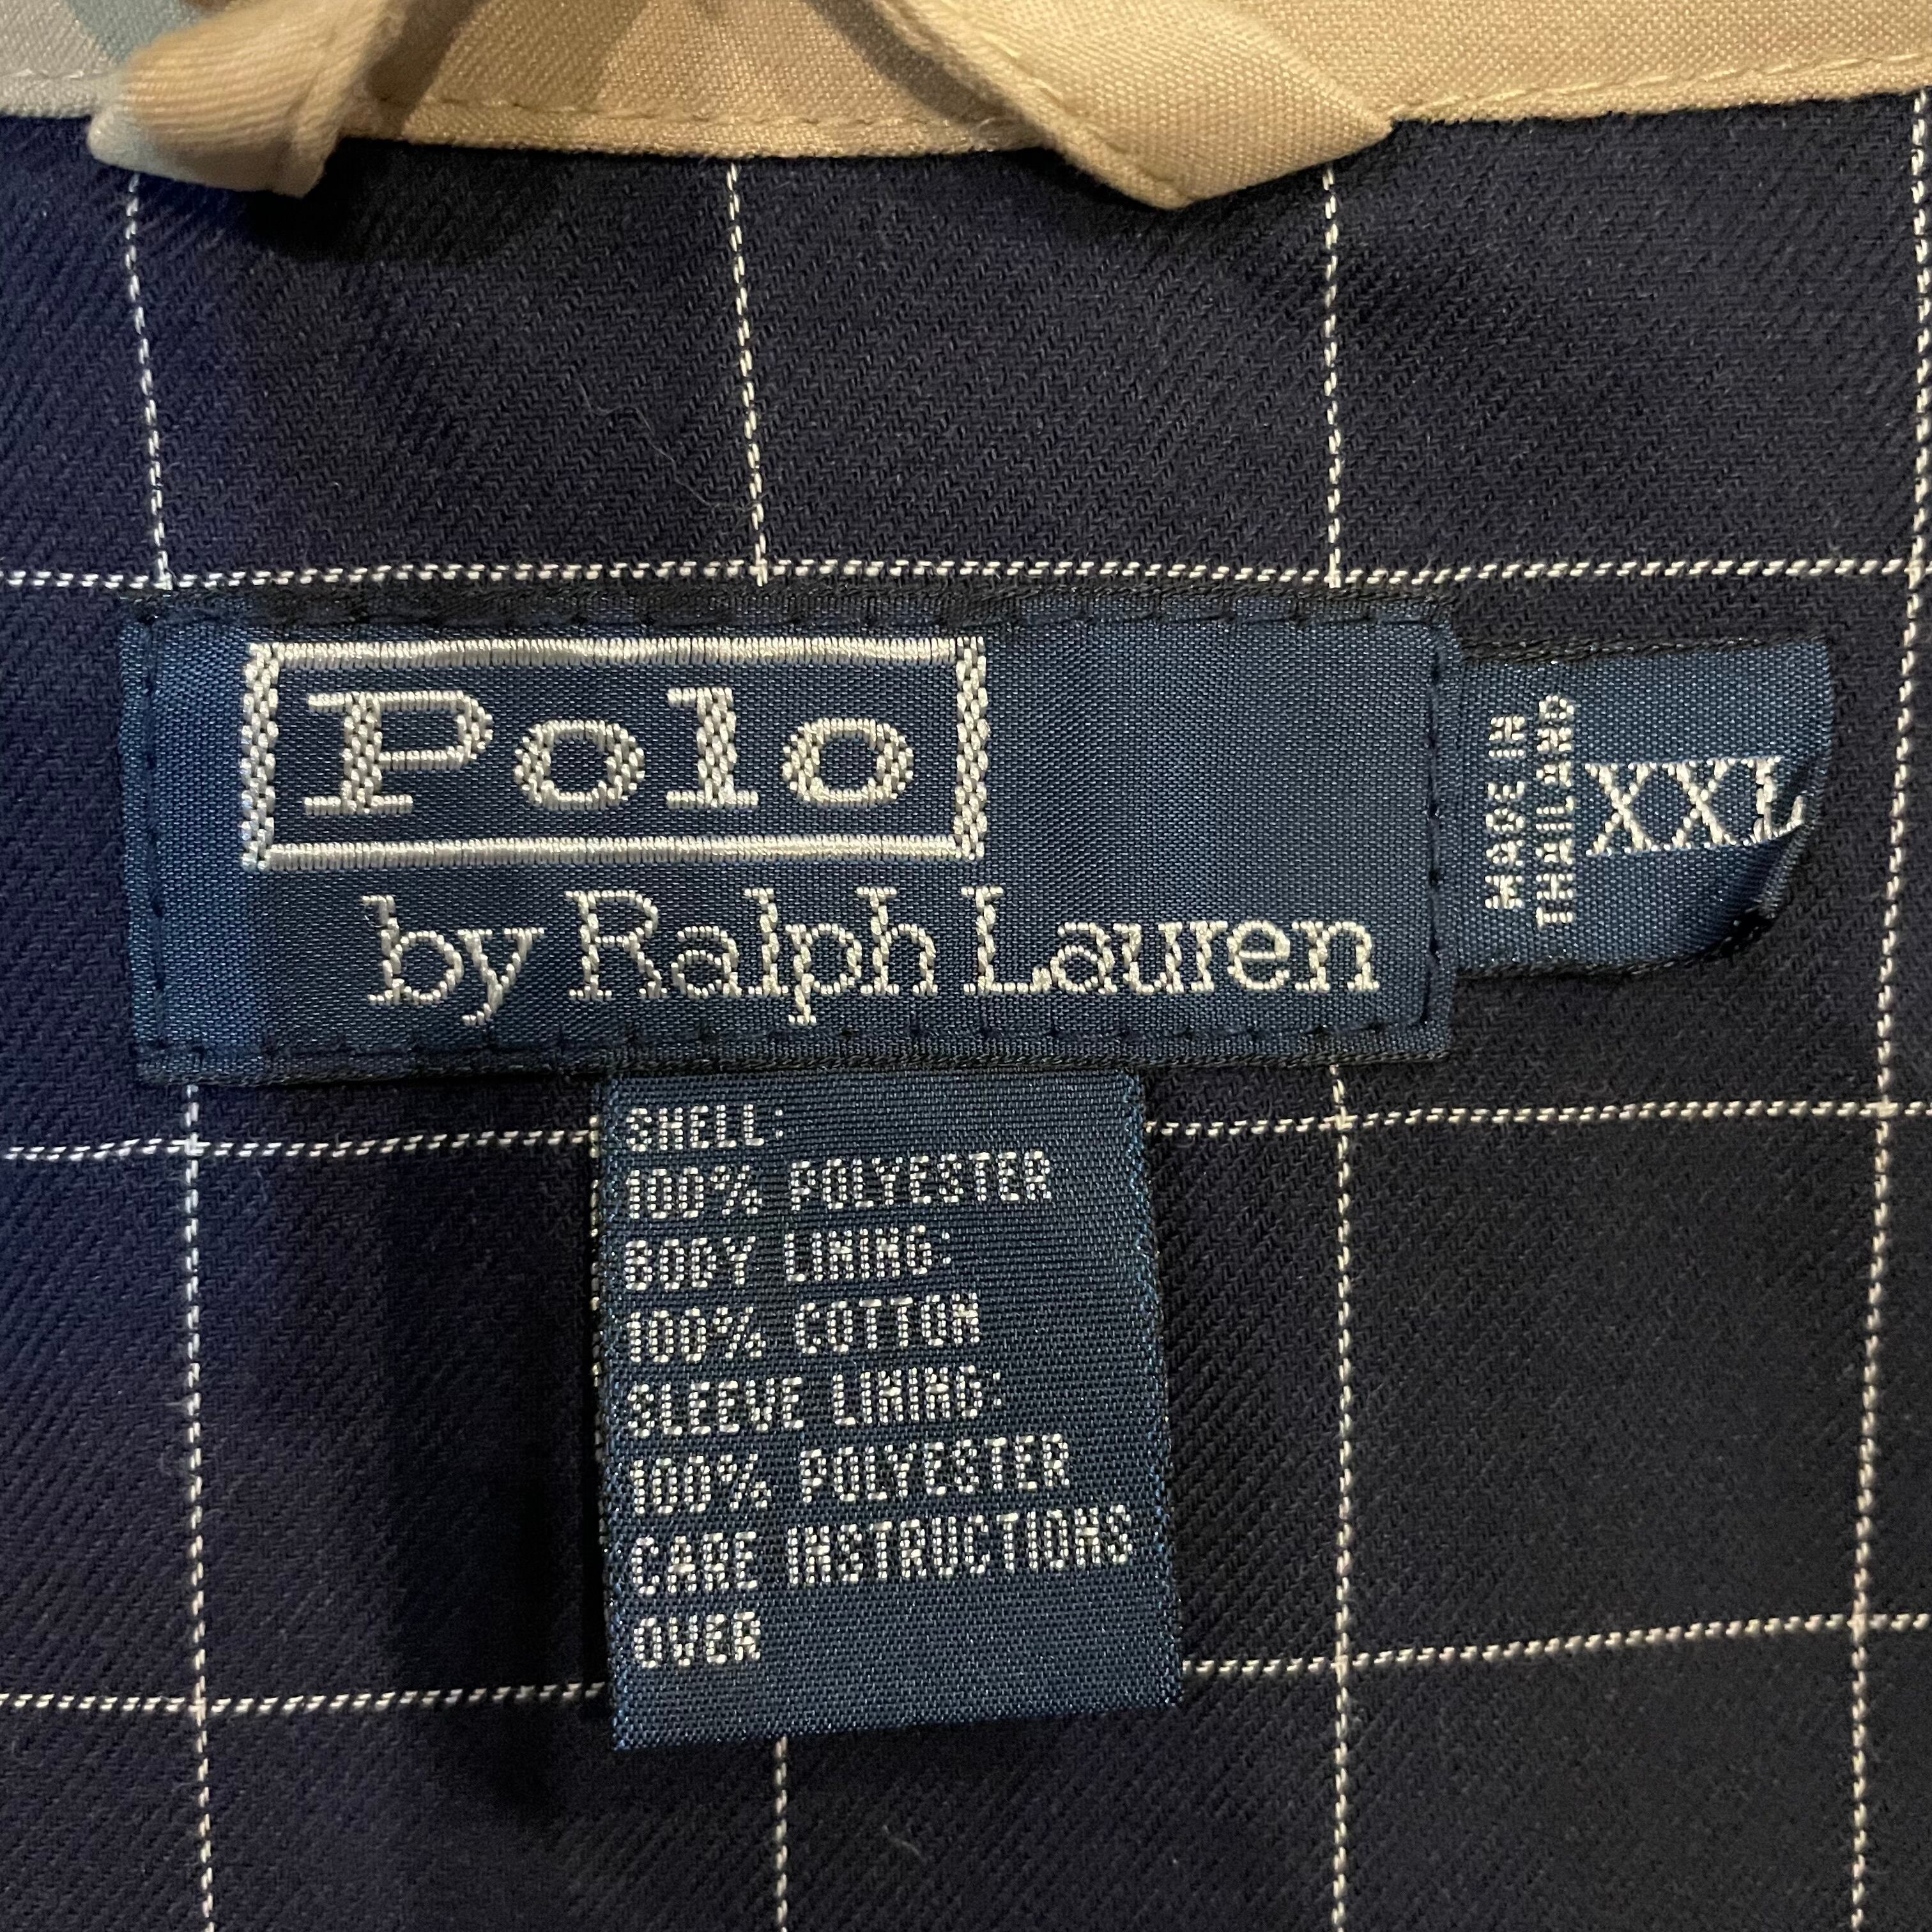 Polo
by Ralph Lauren
MADE IN
THAILAND
XXL
SHELL:
100% POLYESTER
BODY LINING:
100% COTTON
SLEEVE LINING:
100% POLYESTER
CARE INSTRUCTIONS
OVER